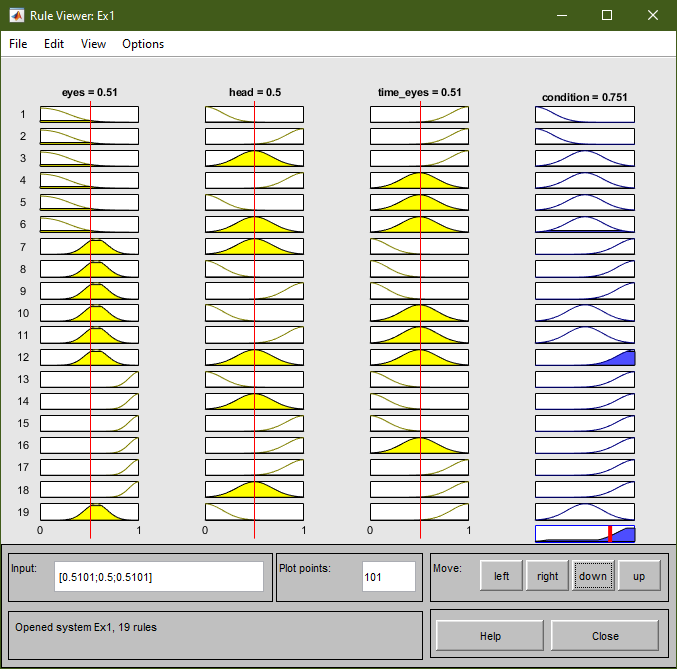 Rule Viewer: Ex1
File Edit View Options
eyes = 0.51 head = 0.5 time_eyes = 0.51 condition = 0.751
1
2
3
4
5
6
7
8
9
10
11
12
13
14
15
16
17
18
19
0 1 0 1 0 1
Input: [0.5101;0.5;0.5101] Plot points: 101 Move: left right down up
Opened system Ex1, 19 rules
Help Close